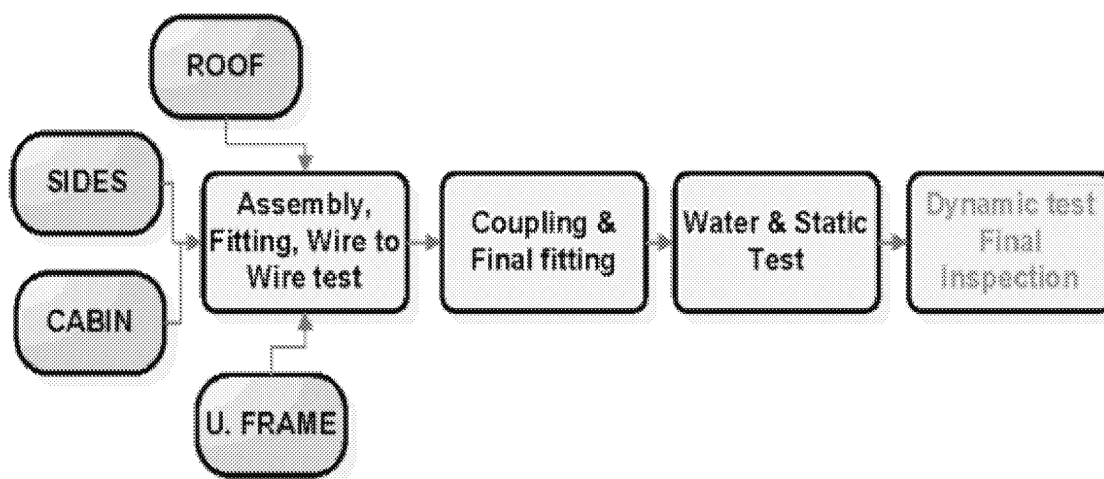 ROOF
SIDES
CABIN
U. FRAME
Assembly,
Fitting, Wire to
Wire test
Coupling &
Final fitting
Water & Static
Test
Dynamic test
Final
Inspection